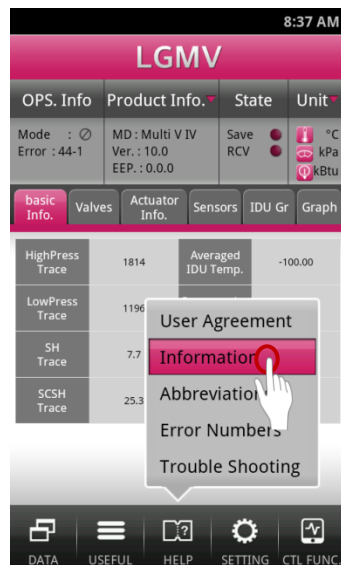 8:37 AM
LGMV
OPS. Info Product Info. State Unit
Mode : MD : Multi V IV Save °C
Error : 44-1 Ver. : 10.0 RCV kPa
EEP. : 0.0.0 kBtu
basic Info. Valves Actuator Info. Sensors IDU Gr Graph
HighPress Trace 1814 Averaged IDU Temp. -100.00
LowPress Trace 1196
SH Trace 7.7
SCSH Trace 25.3
User Agreement
Information
Abbreviation
Error Numbers
Trouble Shooting
DATA USEFUL HELP SETTING CTL FUNC.